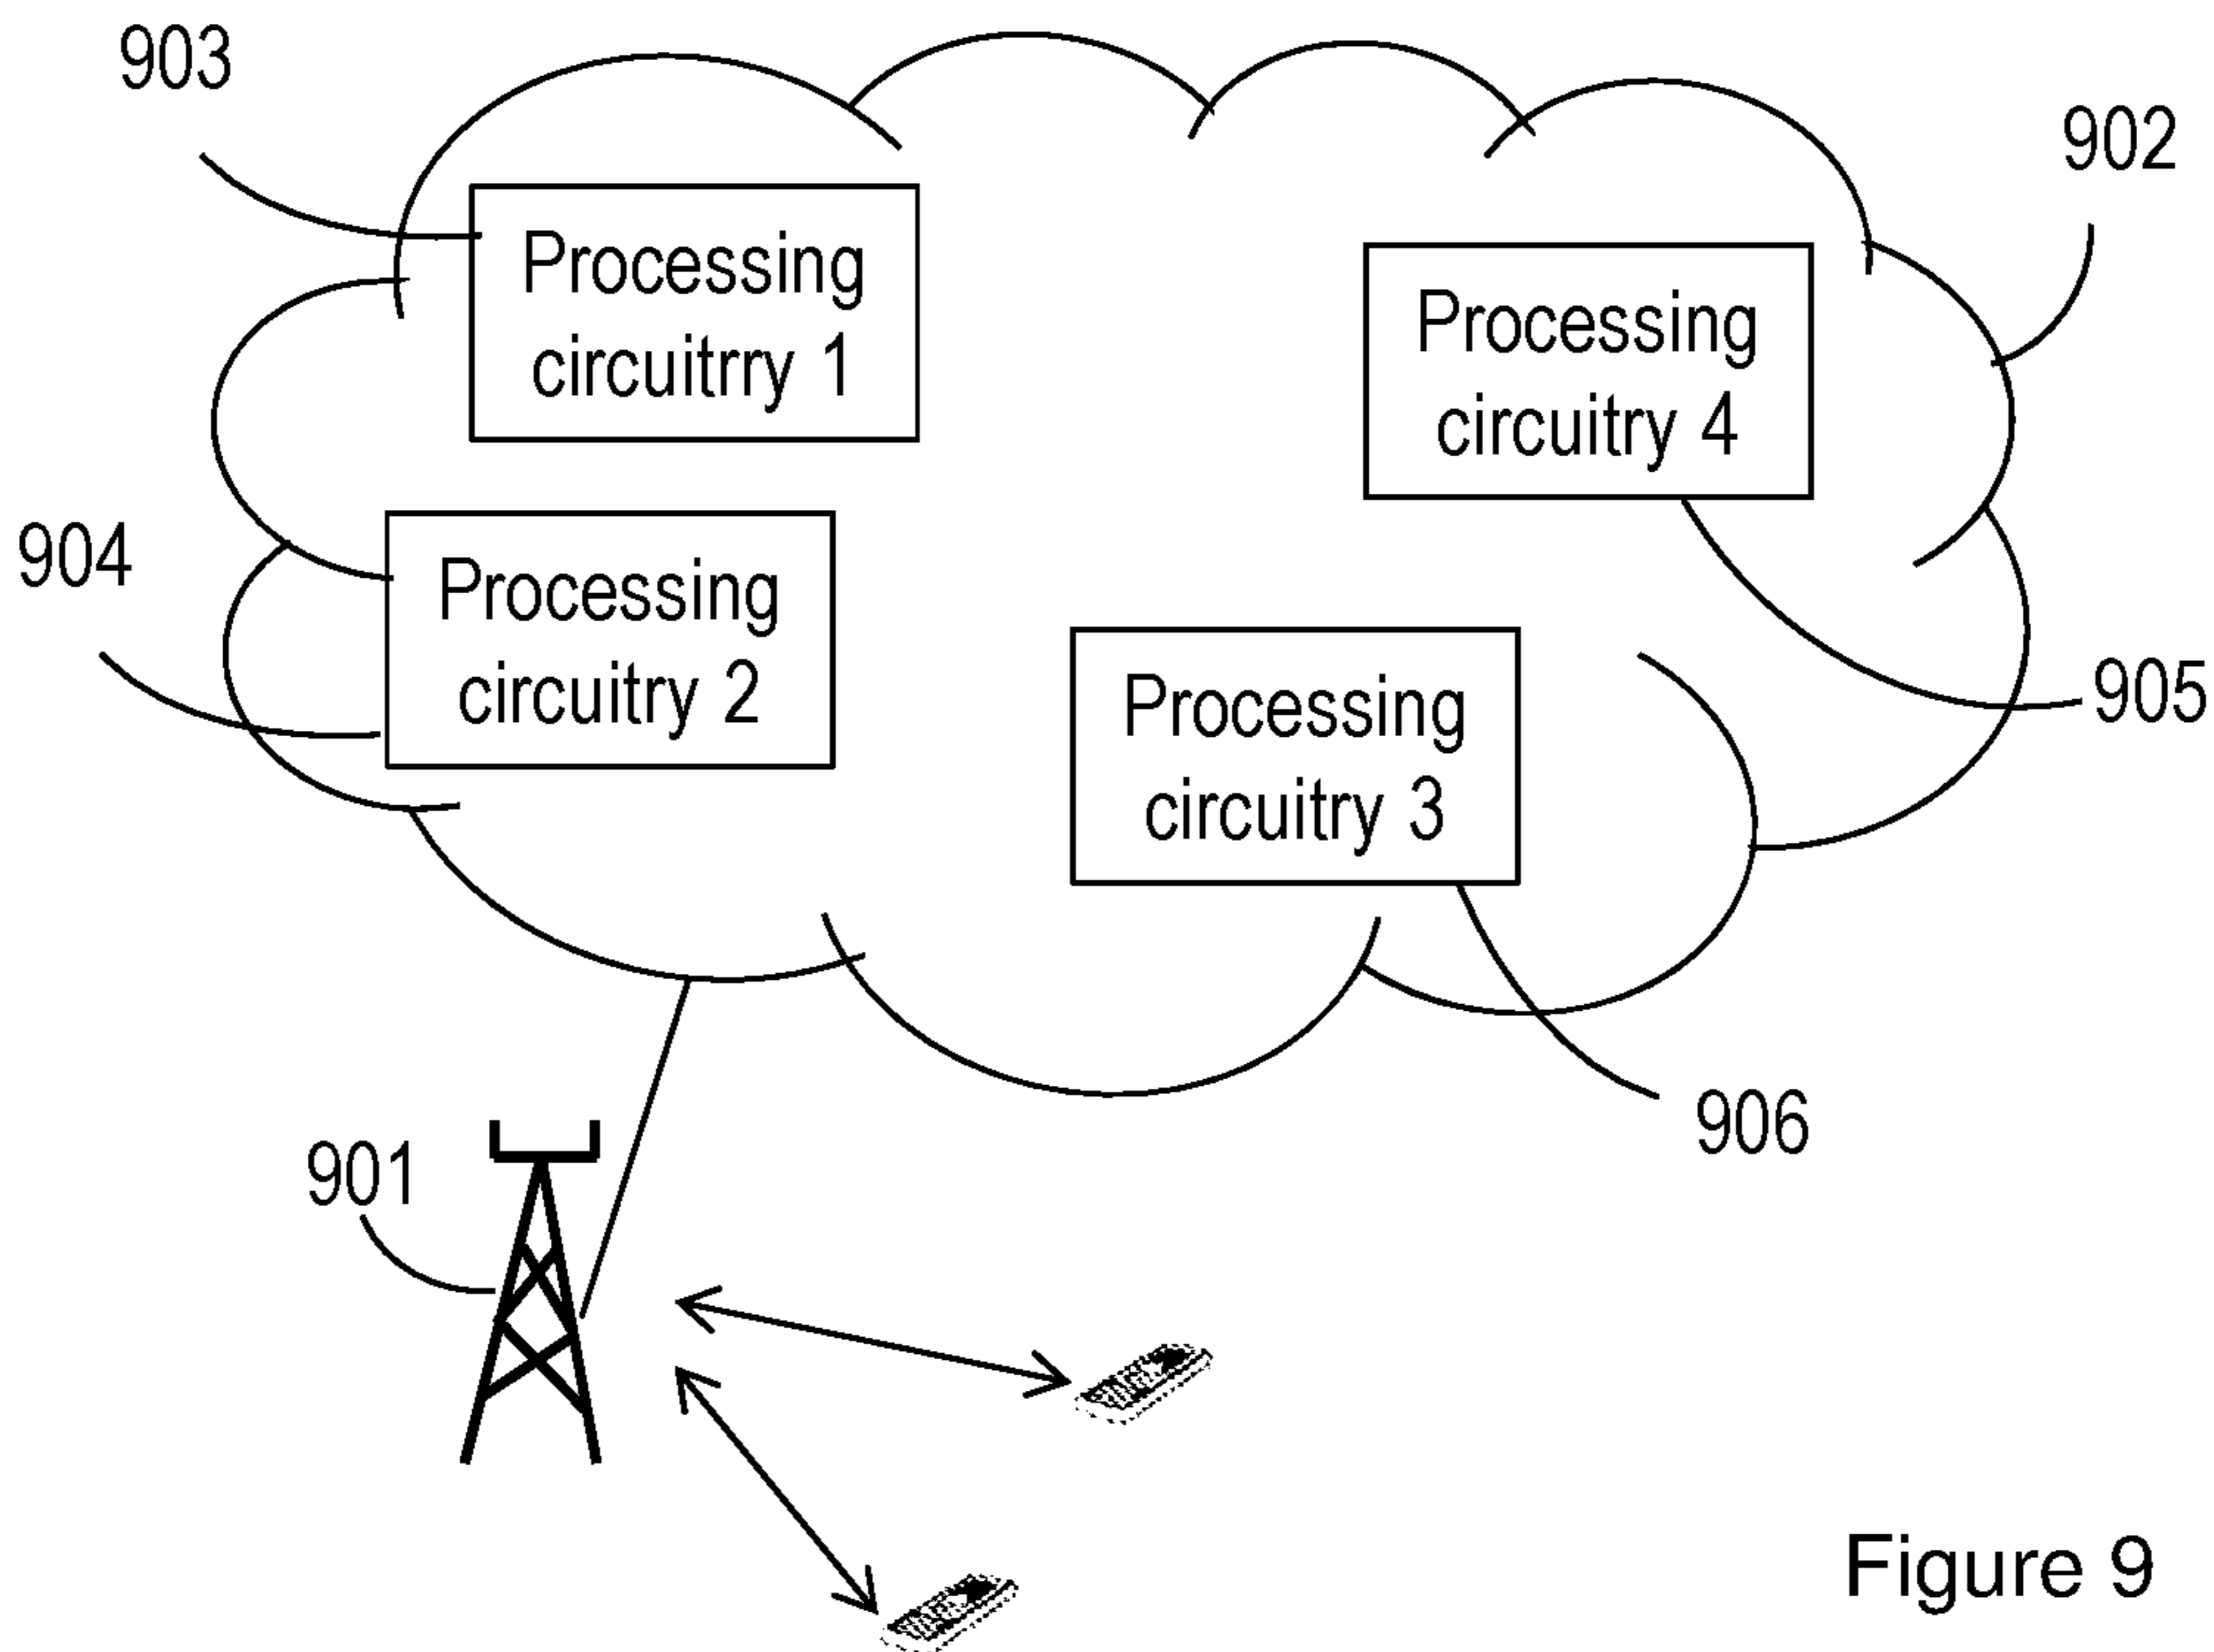 903
902
Processing
circuitrry 1
Processing
circuitry 4
904
Processing
circuitry 2
Processing
circuitry 3
905
906
901
Figure 9